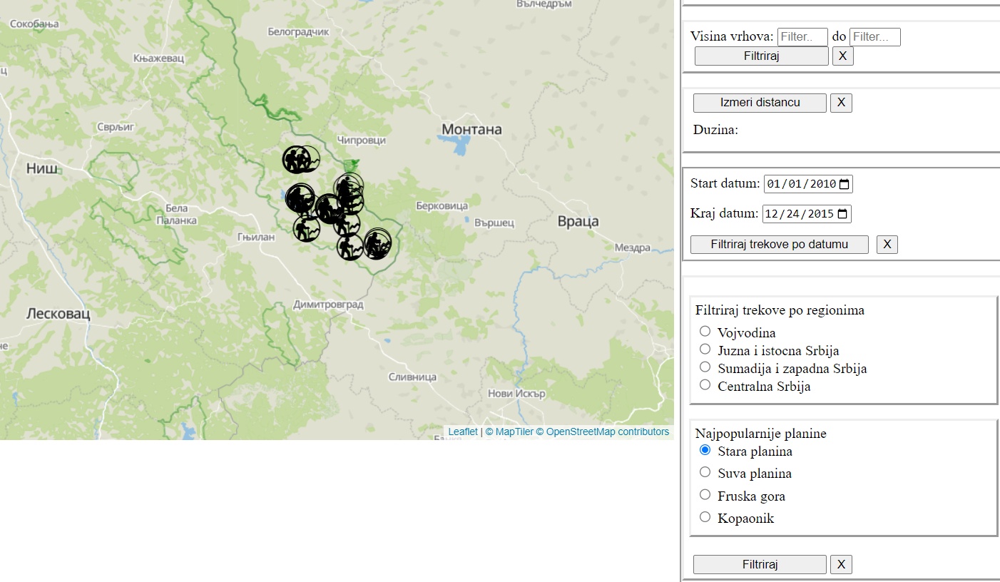 Вълчедръм
Сокобања
Белоградчик
Књажевац
ц
Сврљиг
Монтана
Чипровци
Ниш
Бела
Паланка
Берковица
Вършец
Враца
Гњилан
Мездра
Димитровград
Лесковац
не
Сливница
Нови Искър
Leaflet | © MapTiler © OpenStreetMap contributors
Visina vrhova: Filter.. do Filter...
Filtriraj X
Izmeri distancu X
Duzina:
Start datum: 01/01/2010
Kraj datum: 12/24/2015
Filtriraj trekove po datumu X
Filtriraj trekove po regionima
Vojvodina
Juzna i istocna Srbija
Sumadija i zapadna Srbija
Centralna Srbija
Najpopularnije planine
Stara planina
Suva planina
Fruska gora
Kopaonik
Filtriraj X